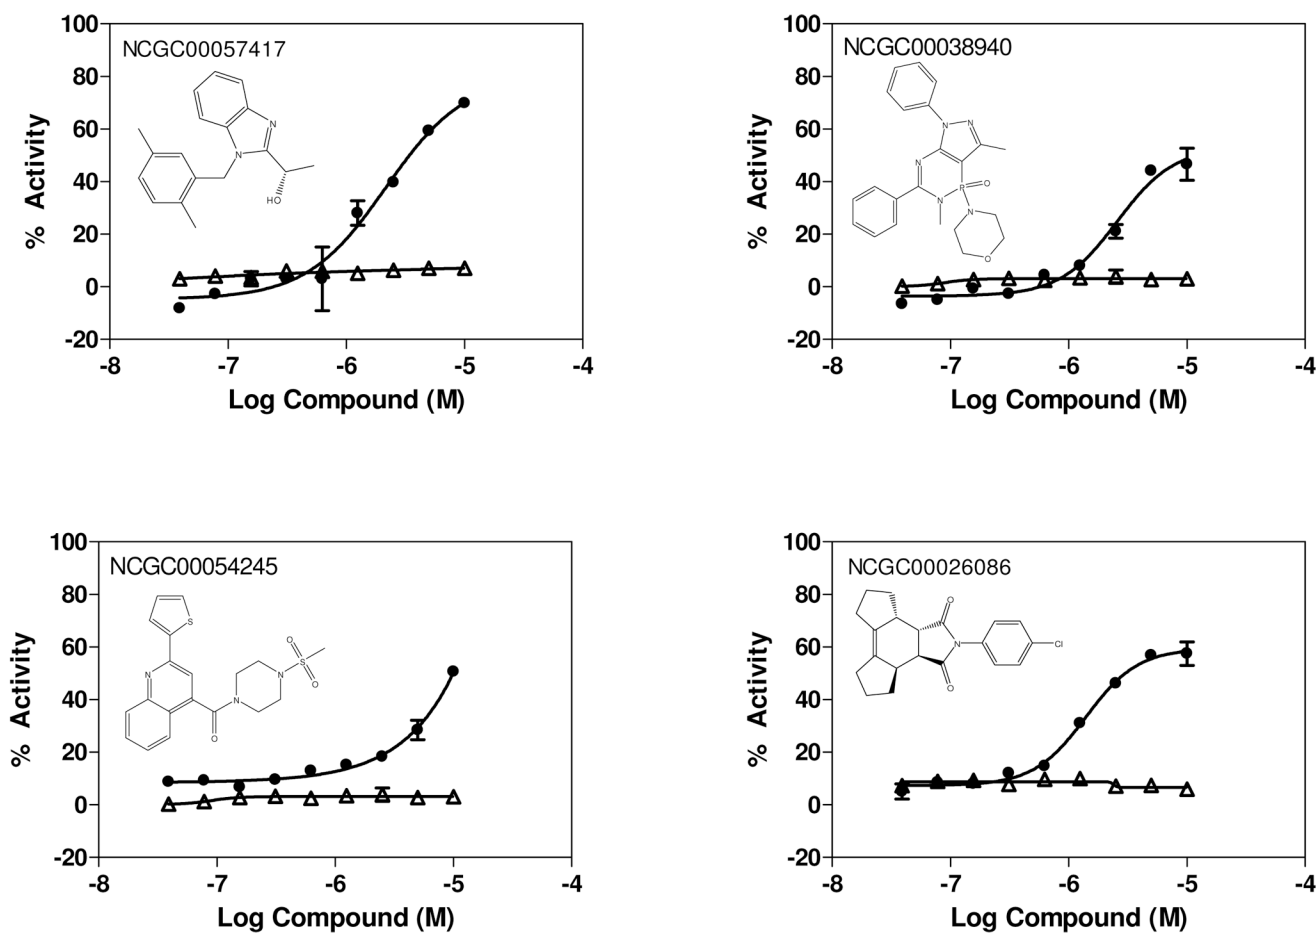 100
80
60
40
20
0
-20
% Activity
NCGC00057417
N
N
HO
-8
-7
-6
-5
-4
Log Compound (M)
100
80
60
40
20
0
-20
% Activity
NCGC00038940
N
N
N
P
O
N
N
O
-8
-7
-6
-5
-4
Log Compound (M)
100
80
60
40
20
0
-20
% Activity
NCGC00054245
S
O
S
N
O
N
N
O
-8
-7
-6
-5
-4
Log Compound (M)
100
80
60
40
20
0
-20
% Activity
NCGC00026086
O
N
Cl
O
-8
-7
-6
-5
-4
Log Compound (M)